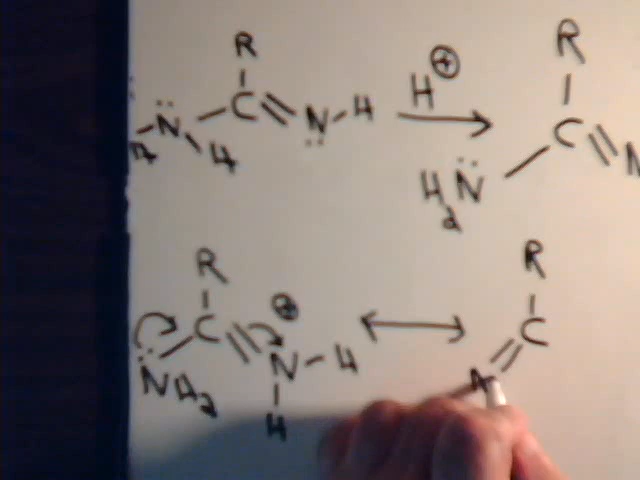 R R
H⊕
C=N-H C=N
H-N-H H₂N
R R
C=N-H ⊕ ↔ C
NH₂ H